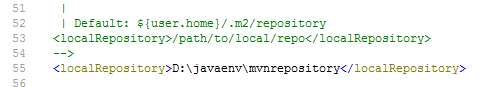 51 |
52 | Default: ${user.home}/.m2/repository
53 <localRepository>/path/to/local/repo</localRepository>
54 -->
55 <localRepository>D:\javaenv\mvnrepository</localRepository>
56